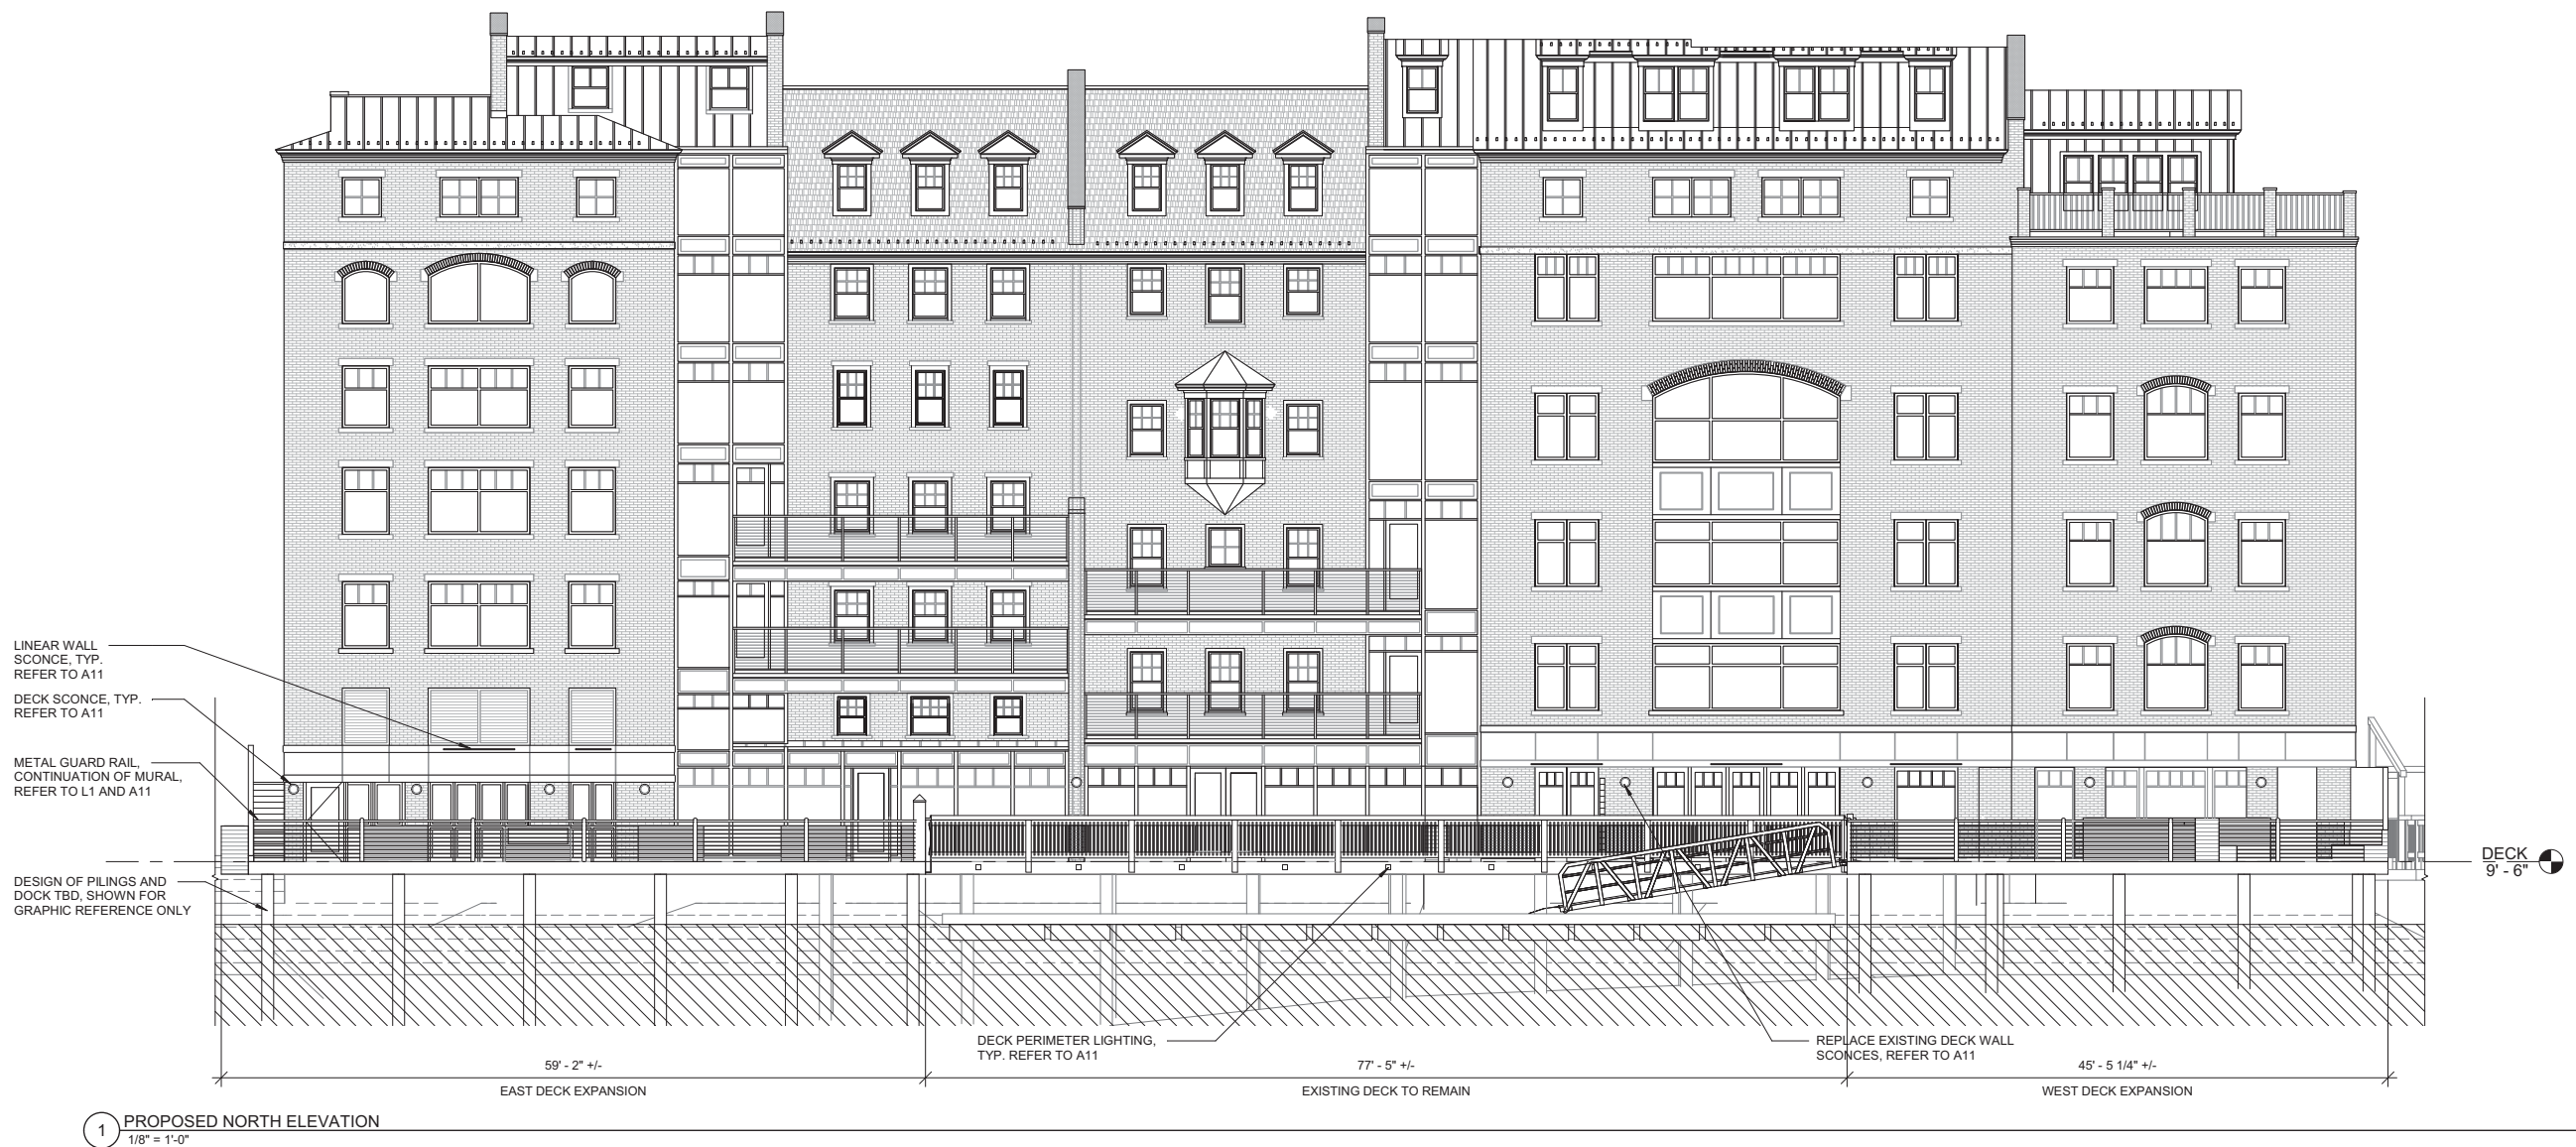 LINEAR WALL
SCONCE, TYP.
REFER TO A11
DECK SCONCE, TYP.
REFER TO A11
METAL GUARD RAIL,
CONTINUATION OF MURAL,
REFER TO L1 AND A11
DESIGN OF PILINGS AND
DOCK TBD, SHOWN FOR
GRAPHIC REFERENCE ONLY
DECK
9' - 6"
DECK PERIMETER LIGHTING,
TYP. REFER TO A11
REPLACE EXISTING DECK WALL
SCONCES, REFER TO A11
59' - 2" +/-
77' - 5" +/-
45' - 5 1/4" +/-
EAST DECK EXPANSION
EXISTING DECK TO REMAIN
WEST DECK EXPANSION
1 PROPOSED NORTH ELEVATION
1/8" = 1'-0"